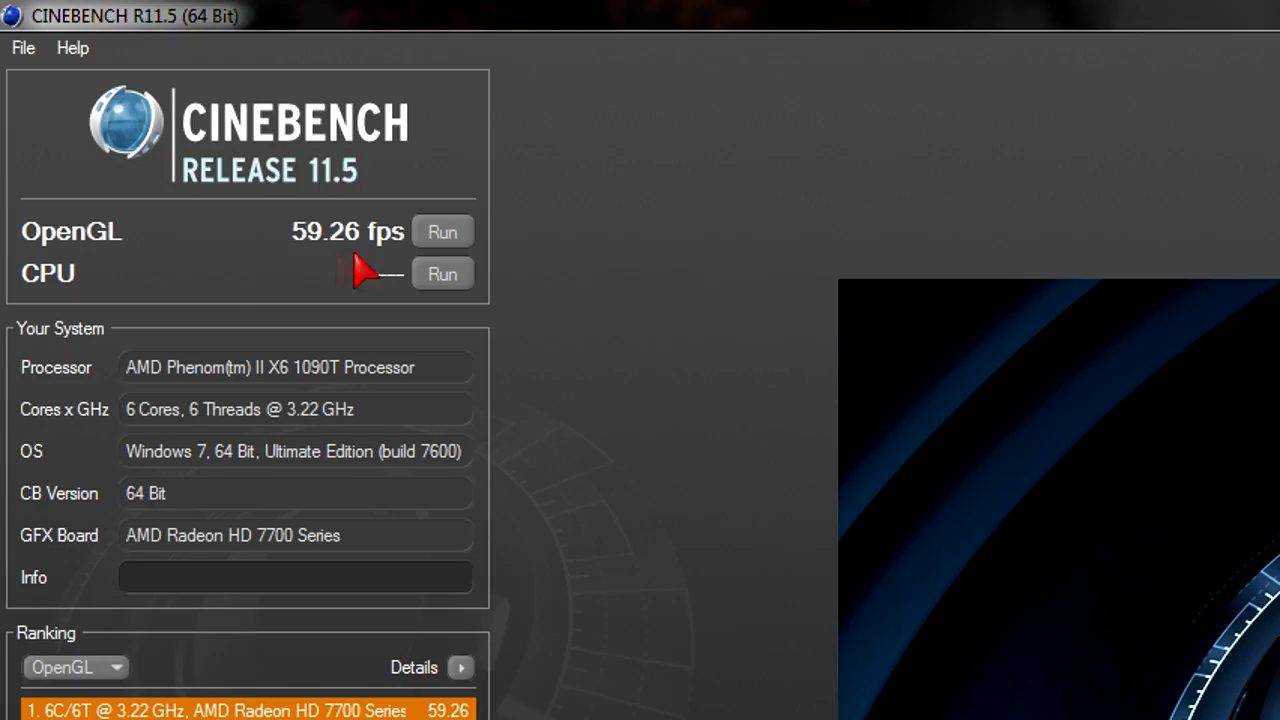 CINEBENCH R11.5 (64 Bit)
File Help
CINEBENCH
RELEASE 11.5
OpenGL 59.26 fps Run
CPU --- Run
Your System
Processor AMD Phenom(tm) II X6 1090T Processor
Cores x GHz 6 Cores, 6 Threads @ 3.22 GHz
OS Windows 7, 64 Bit, Ultimate Edition (build 7600)
CB Version 64 Bit
GFX Board AMD Radeon HD 7700 Series
Info
Ranking
OpenGL Details
1. 6C/6T @ 3.22 GHz, AMD Radeon HD 7700 Series 59.26